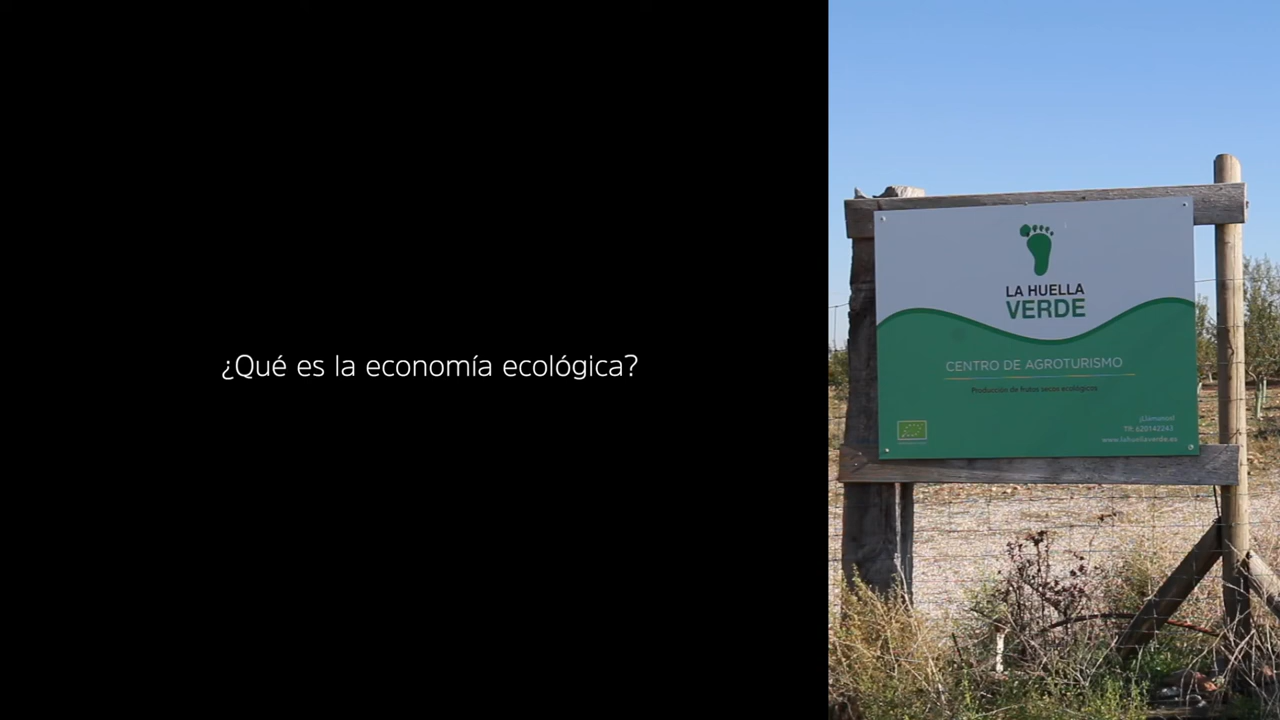 ¿Qué es la economía ecológica?
LA HUELLA
VERDE
CENTRO DE AGROTURISMO
Producción de frutos secos ecológicos
¡Llámanos!
Tlf: 620142243
www.lahuellaverde.es